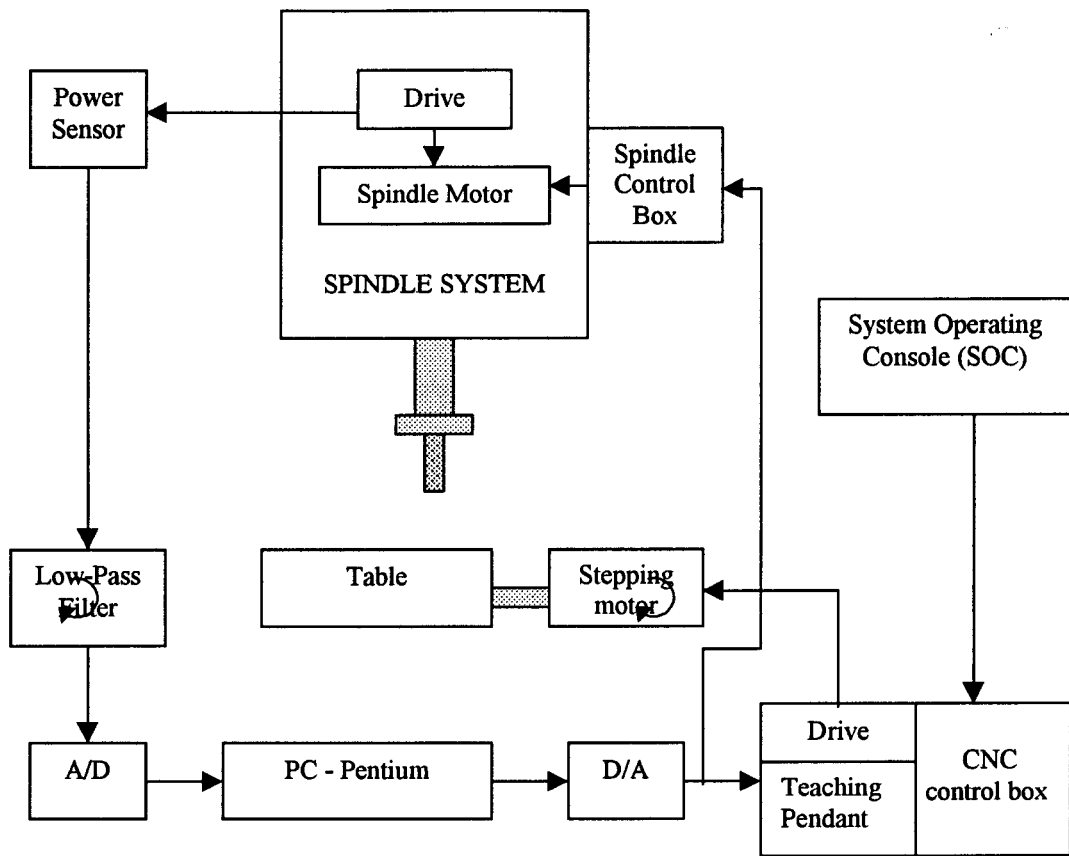 Power
Sensor
Drive
Spindle Motor
SPINDLE SYSTEM
Spindle
Control
Box
System Operating
Console (SOC)
Low-Pass
Filter
Table
Stepping
motor
A/D
PC - Pentium
D/A
Drive
Teaching
Pendant
CNC
control box